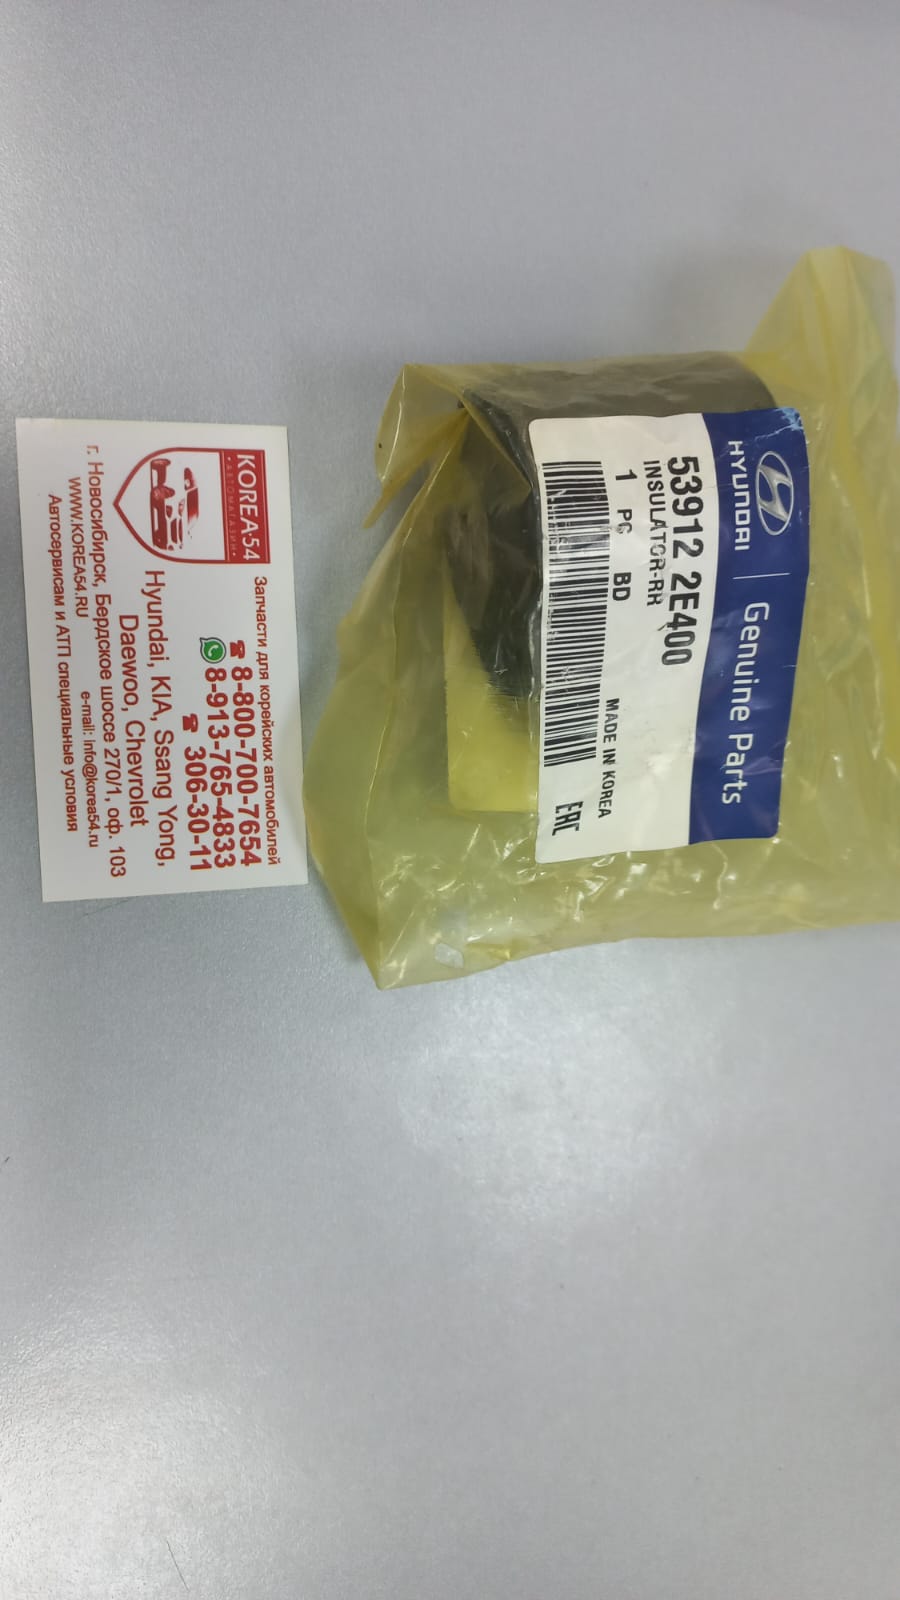 KOREA·54
·АВТОМАГАЗИН·
Запчасти для корейских автомобилей
8-800-700-7654
8-913-765-4833
306-30-11
Hyundai, KIA, Ssang Yong,
Daewoo, Chevrolet
г. Новосибирск, Бердское шоссе 270/1, оф. 103
WWW.KOREA54.RU e-mail: info@korea54.ru
Автосервисам и АТП специальные условия
HYUNDAI | Genuine Parts
53912 2E400
INSULATOR-RR
1 PC BD MADE IN KOREA
EAC